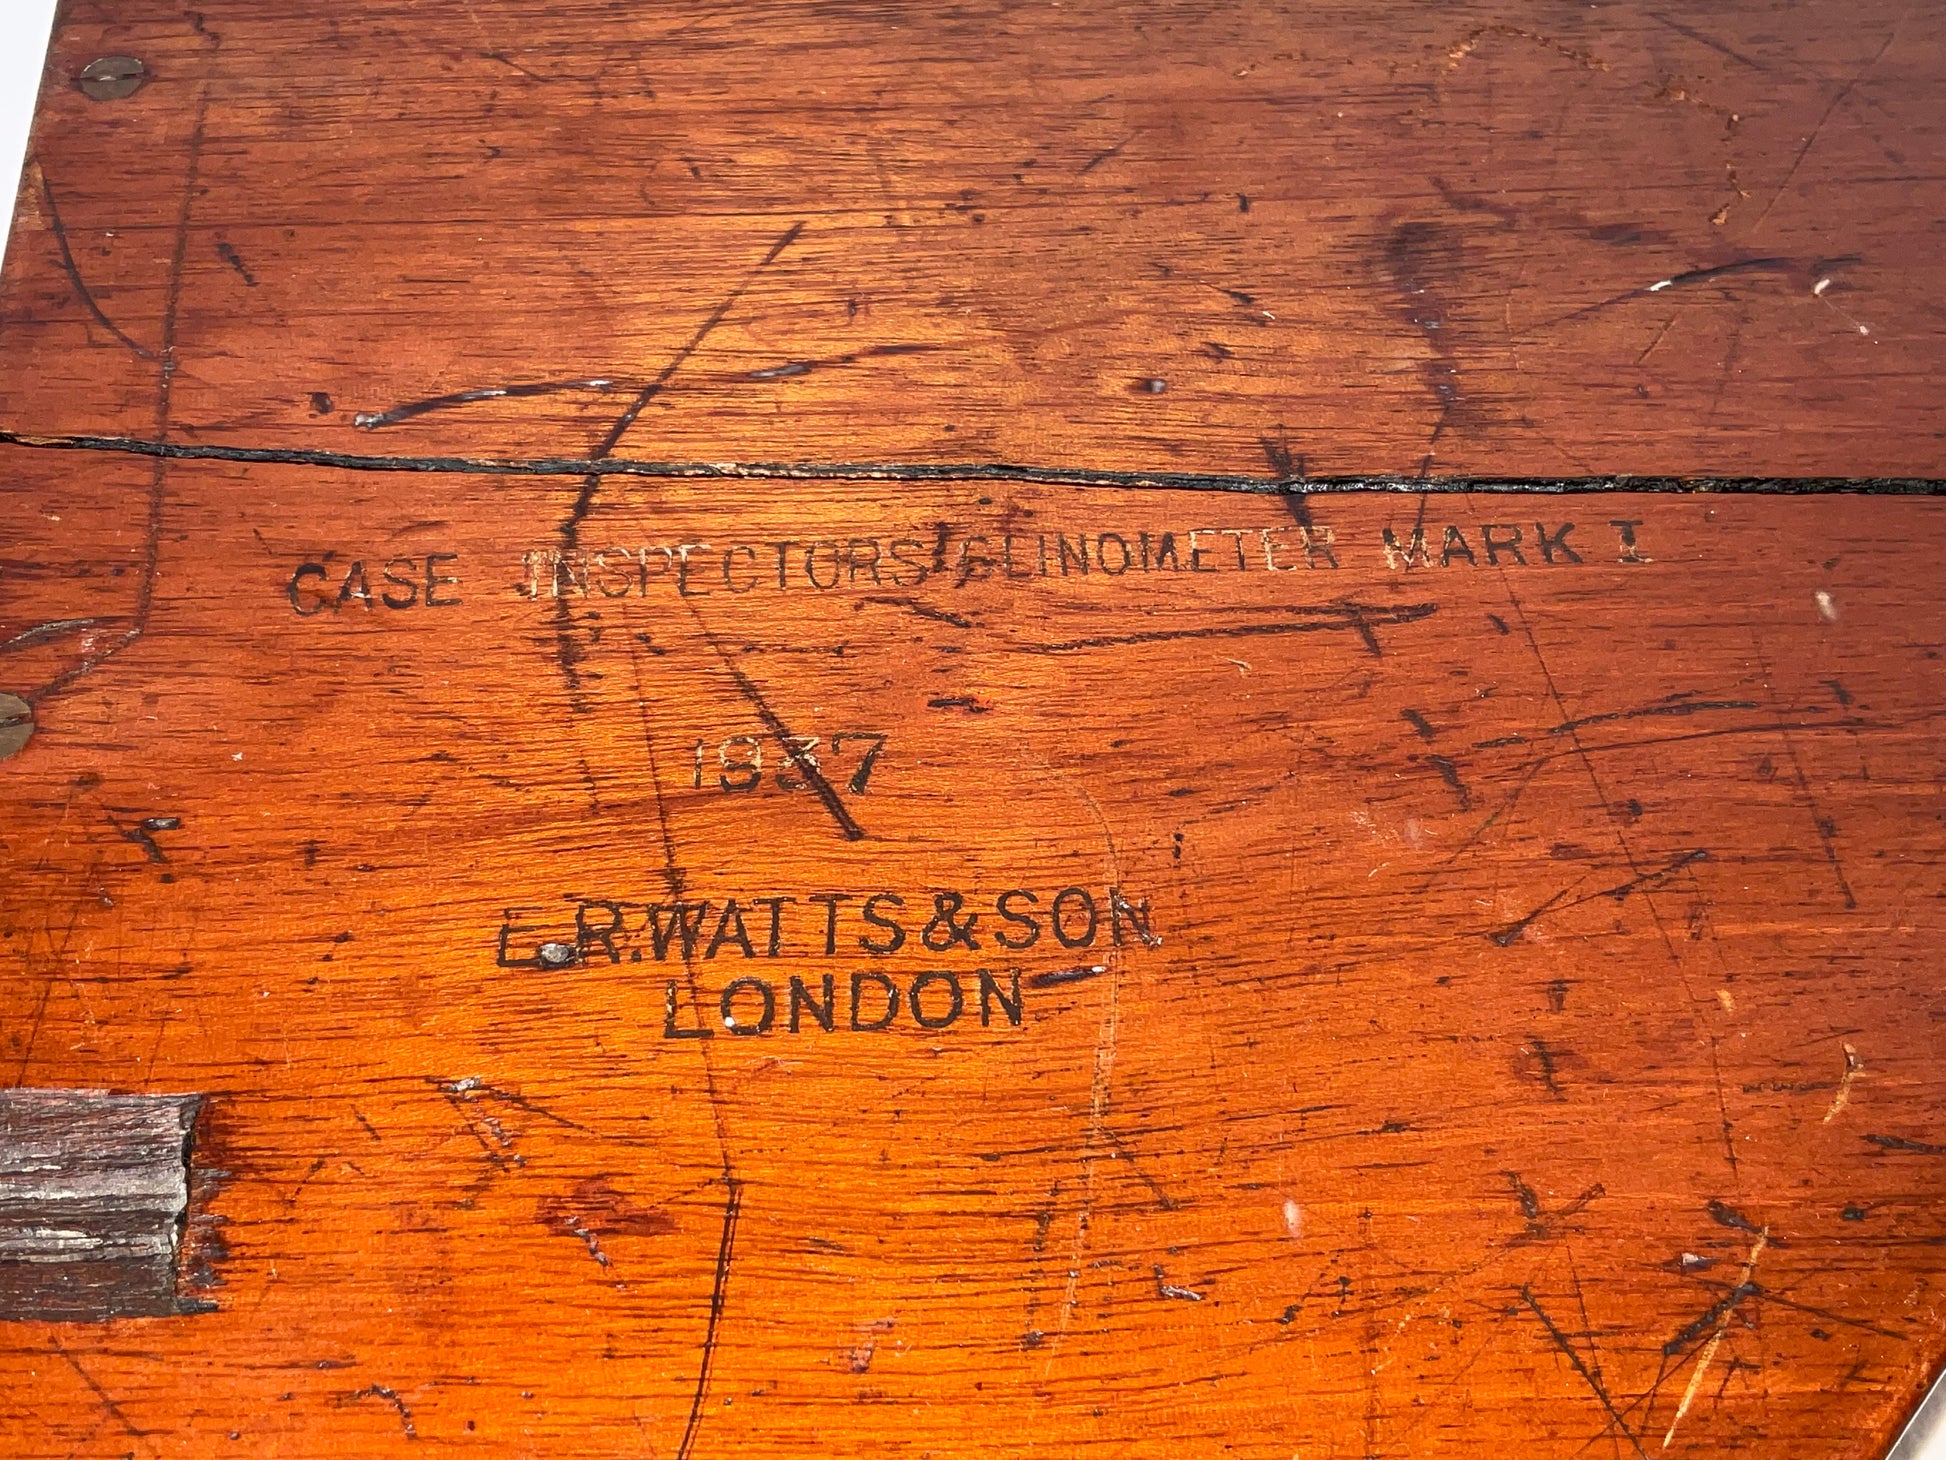 CASE INSPECTORS CLINOMETER MARK I
1937
E.R.WATTS & SON
LONDON